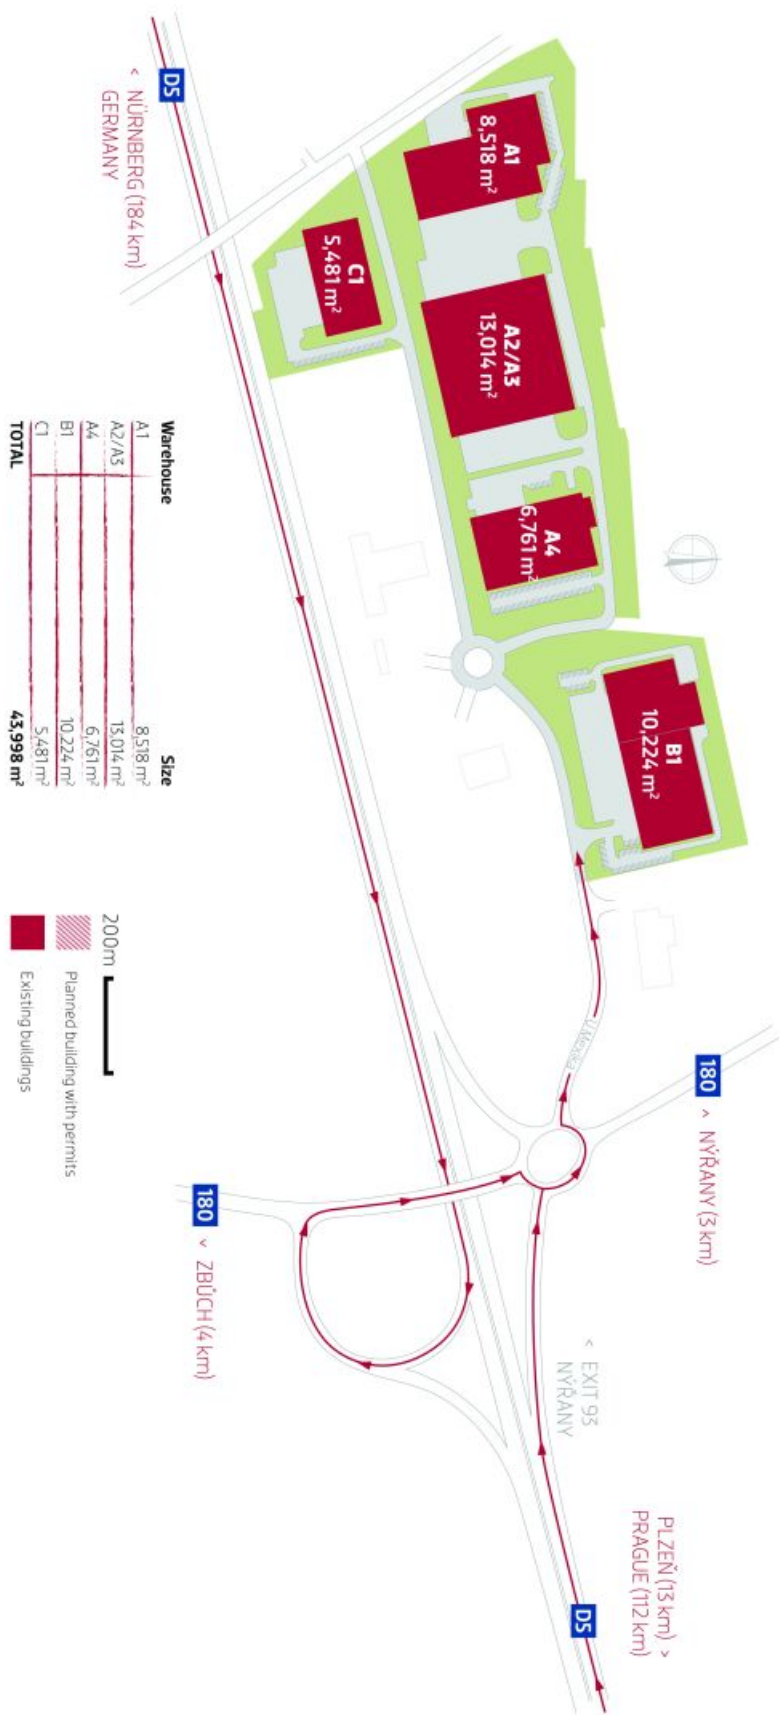 PLZEŇ (13 km) >
PRAGUE (112 km)
D5
< EXIT 93
NÝŘANY
180
^ NÝŘANY (3 km)
180
˅ ZBŮCH (4 km)
U Mexika
B1
10,224 m²
A4
6,761 m²
A2/A3
13,014 m²
A1
8,518 m²
C1
5,481 m²
D5
< NÜRNBERG (184 km)
GERMANY
Warehouse Size
A1 8,518 m²
A2/A3 13,014 m²
A4 6,761 m²
B1 10,224 m²
C1 5,481 m²
TOTAL 43,998 m²
200m
Planned building with permits
Existing buildings